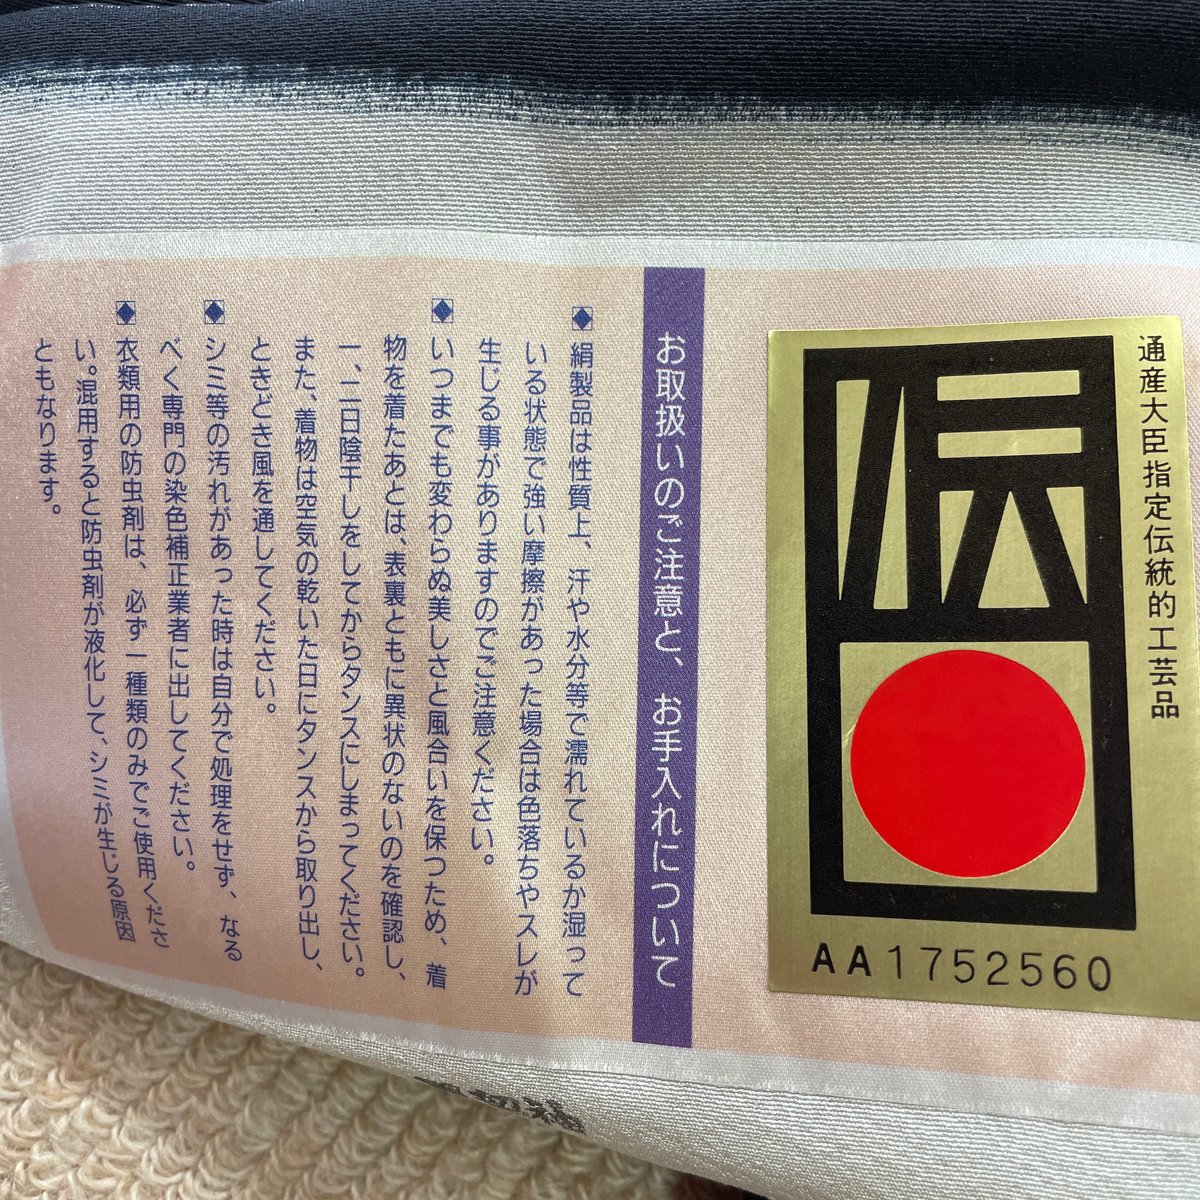 通産大臣指定伝統的工芸品
伝
AA1752560
お取扱いのご注意と、お手入れについて
絹製品は性質上、汗や水分等で濡れているか湿って
いる状態で強い摩擦があった場合は色落ちやスレが
生じる事がありますのでご注意ください。
いつまでも変わらぬ美しさと風合いを保つため、着
物を着たあとは、表裏ともに異状のないのを確認し、
一、二日陰干しをしてからタンスにしまってください。
また、着物は空気の乾いた日にタンスから取り出し、
ときどき風を通してください。
シミ等の汚れがあった時は自分で処理をせず、なる
べく専門の染色補正業者に出してください。
衣類用の防虫剤は、必ず一種類のみでご使用くださ
い。混用すると防虫剤が液化して、シミが生じる原因
ともなります。